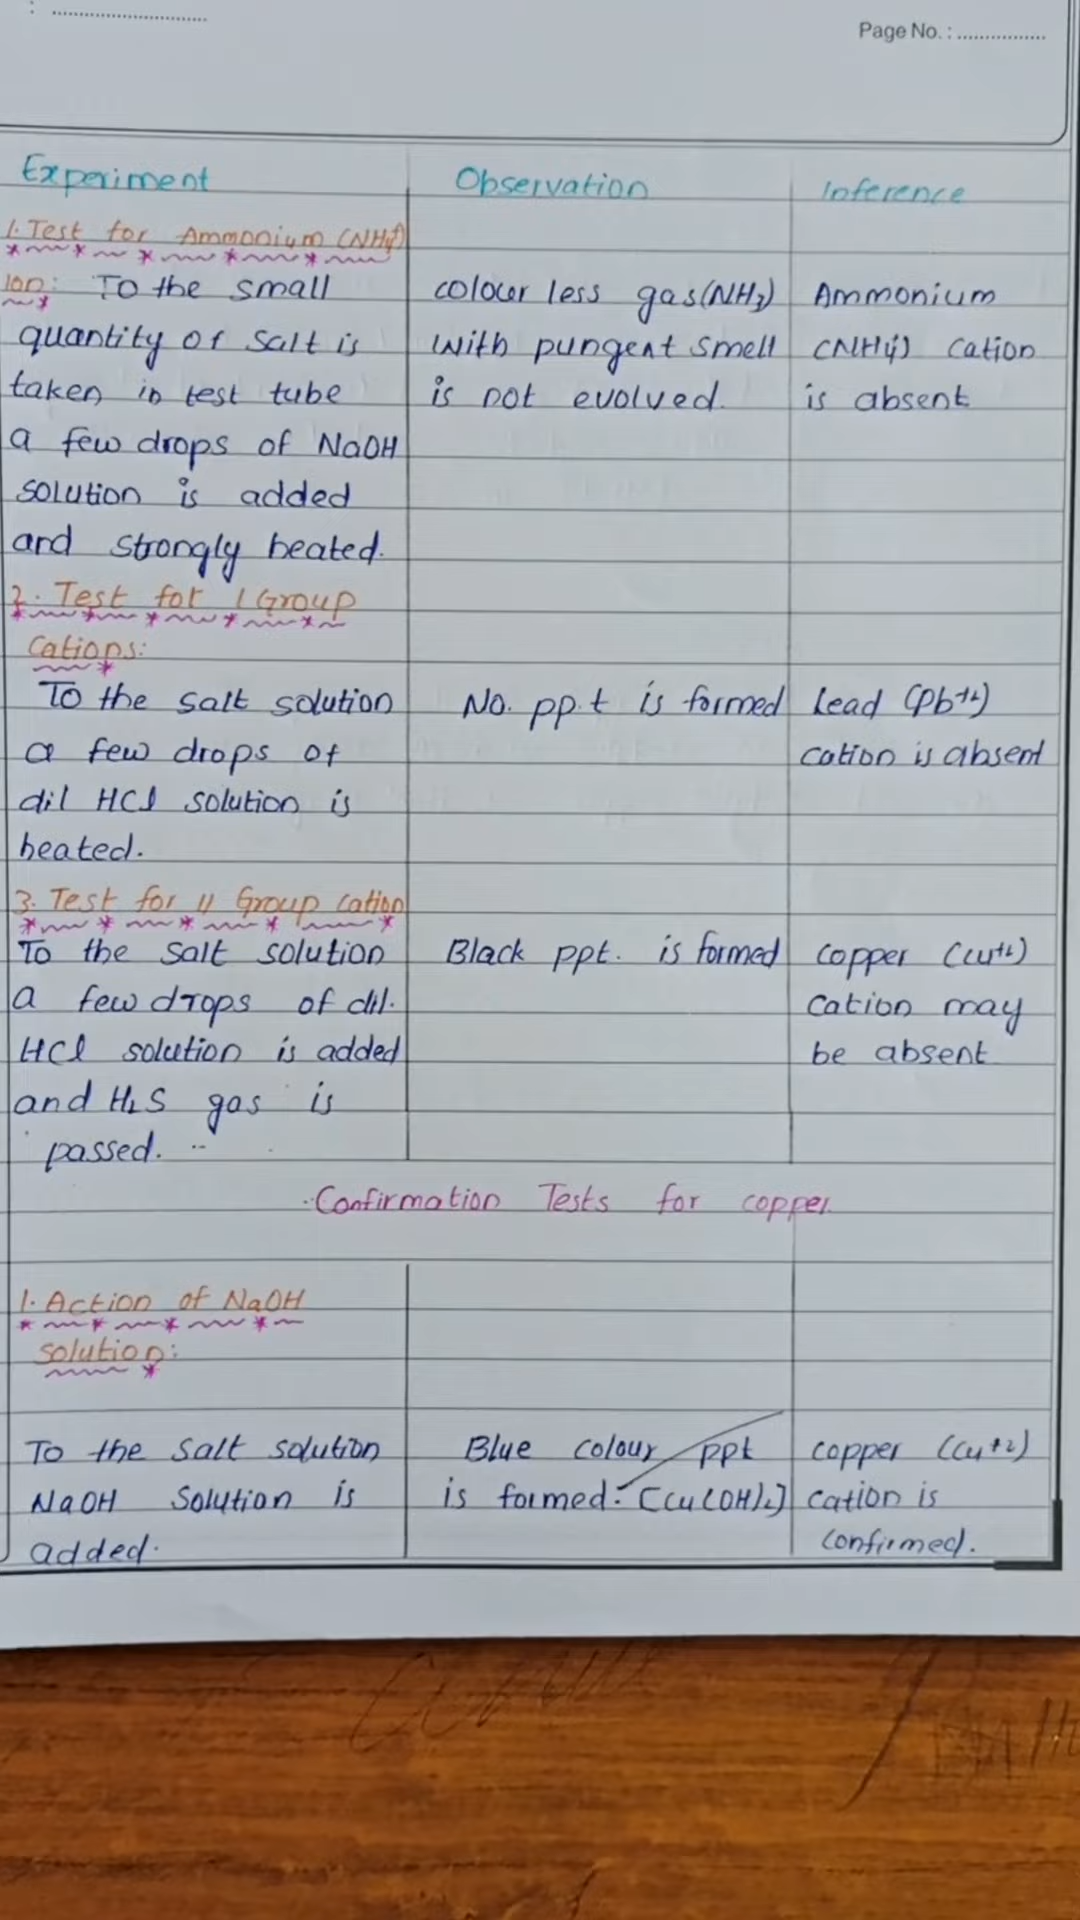 Page No. : ................
Experiment Observation Inference
1. Test for Ammonium (NH4+)
Ion: To the small colour less gas (NH3) Ammonium
quantity of salt is with pungent smell (NH4+) cation
taken in test tube is not evolved. is absent
a few drops of NaOH
solution is added
and strongly heated.
2. Test for I Group
Cations:
To the salt solution No. pp.t is formed Lead (Pb+2)
a few drops of cation is absent
dil HCl solution is
heated.
3. Test for II Group cation
To the salt solution Black ppt. is formed copper (cu+2)
a few drops of dil. cation may
HCl solution is added be absent
and H2S gas is
passed.
Confirmation Tests for copper.
1. Action of NaOH
solution:
To the salt solution Blue colour ppt copper (cu+2)
NaOH solution is is formed. [Cu(OH)2] cation is
added. confirmed.